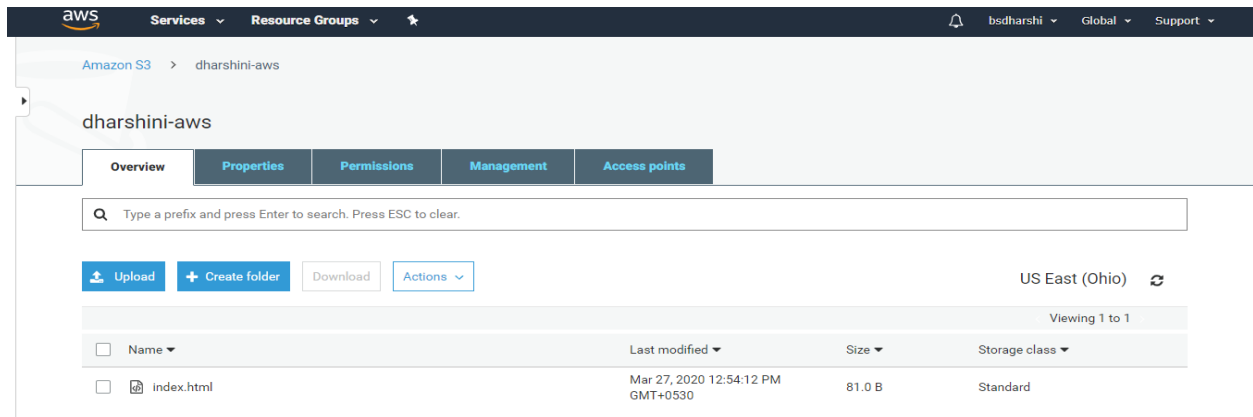 aws Services Resource Groups bsdharshi Global Support
Amazon S3 > dharshini-aws
dharshini-aws
Overview Properties Permissions Management Access points
Type a prefix and press Enter to search. Press ESC to clear.
Upload Create folder Download Actions US East (Ohio)
Viewing 1 to 1
Name Last modified Size Storage class
index.html Mar 27, 2020 12:54:12 PM 81.0 B Standard
GMT+0530